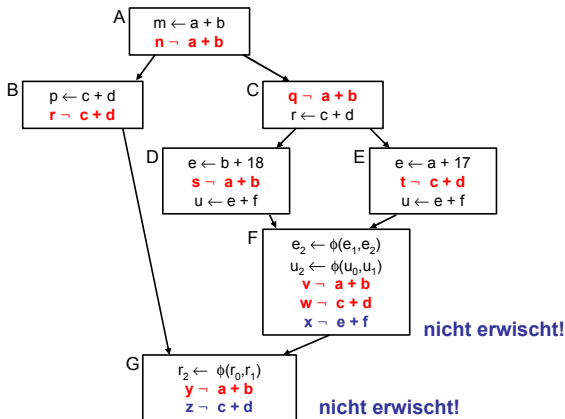 A
m ← a + b
n ¬ a + b
B
p ← c + d
r ¬ c + d
C
q ¬ a + b
r ← c + d
D
e ← b + 18
s ¬ a + b
u ← e + f
E
e ← a + 17
t ¬ c + d
u ← e + f
F
e₂ ← ϕ(e₁,e₂)
u₂ ← ϕ(u₀,u₁)
v ¬ a + b
w ¬ c + d
x ¬ e + f
nicht erwischt!
G
r₂ ← ϕ(r₀,r₁)
y ¬ a + b
z ¬ c + d
nicht erwischt!